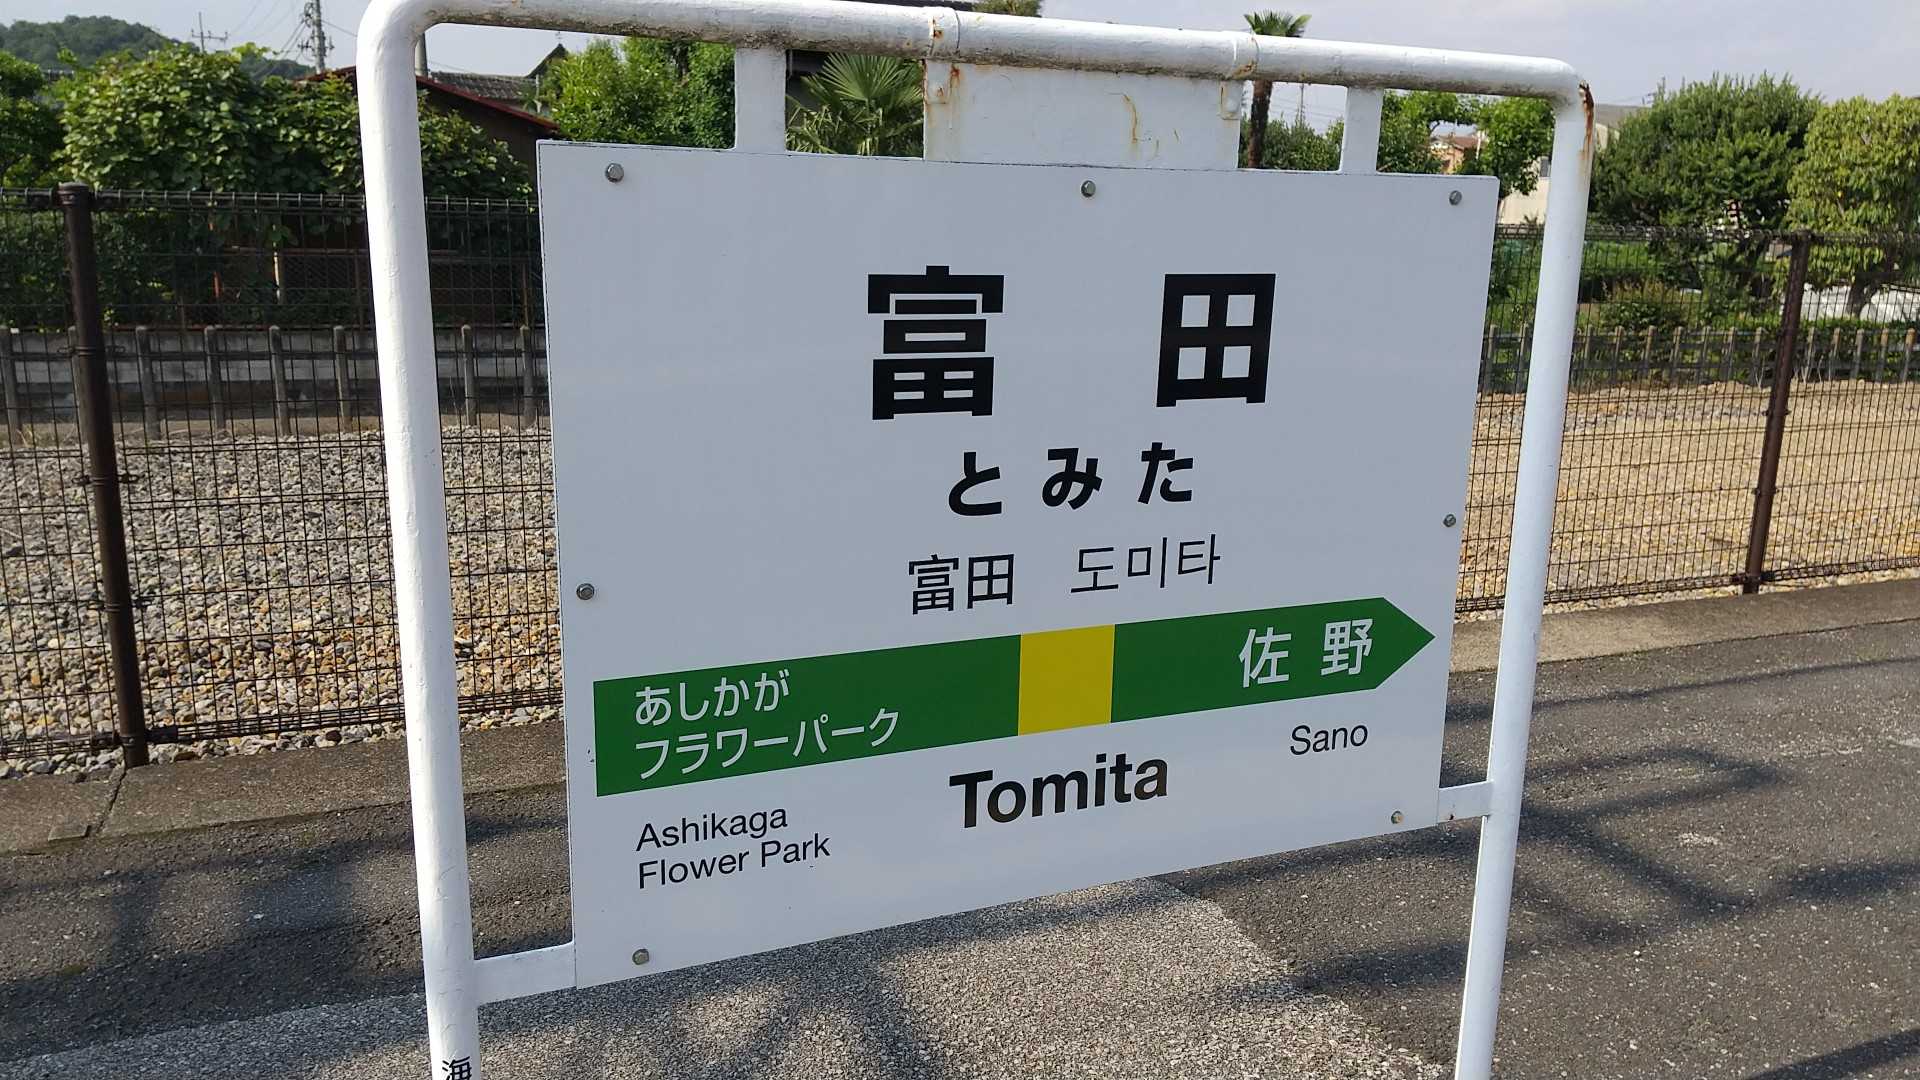 富田
とみた
富田 도미타
あしかが
フラワーパーク
佐野
Ashikaga
Flower Park
Tomita
Sano
海